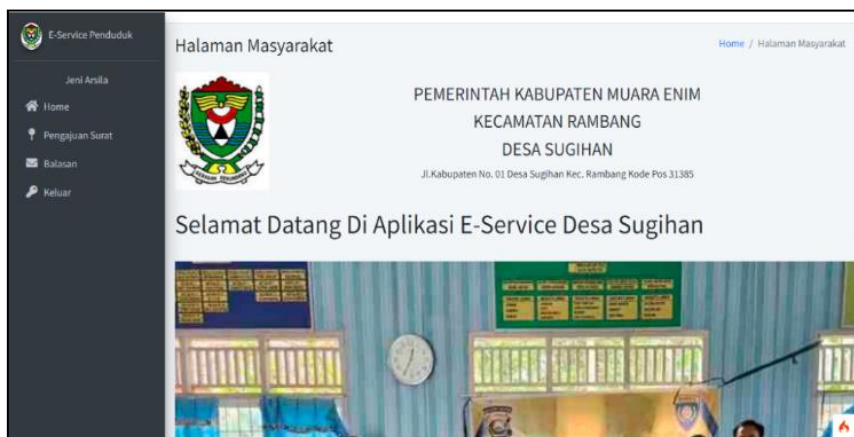 E-Service Penduduk
Jeni Arsila
Home
Pengajuan Surat
Balasan
Keluar
Halaman Masyarakat
Home / Halaman Masyarakat
PEMERINTAH KABUPATEN MUARA ENIM
KECAMATAN RAMBANG
DESA SUGIHAN
Jl.Kabupaten No. 01 Desa Sugihan Kec. Rambang Kode Pos 31385
Selamat Datang Di Aplikasi E-Service Desa Sugihan